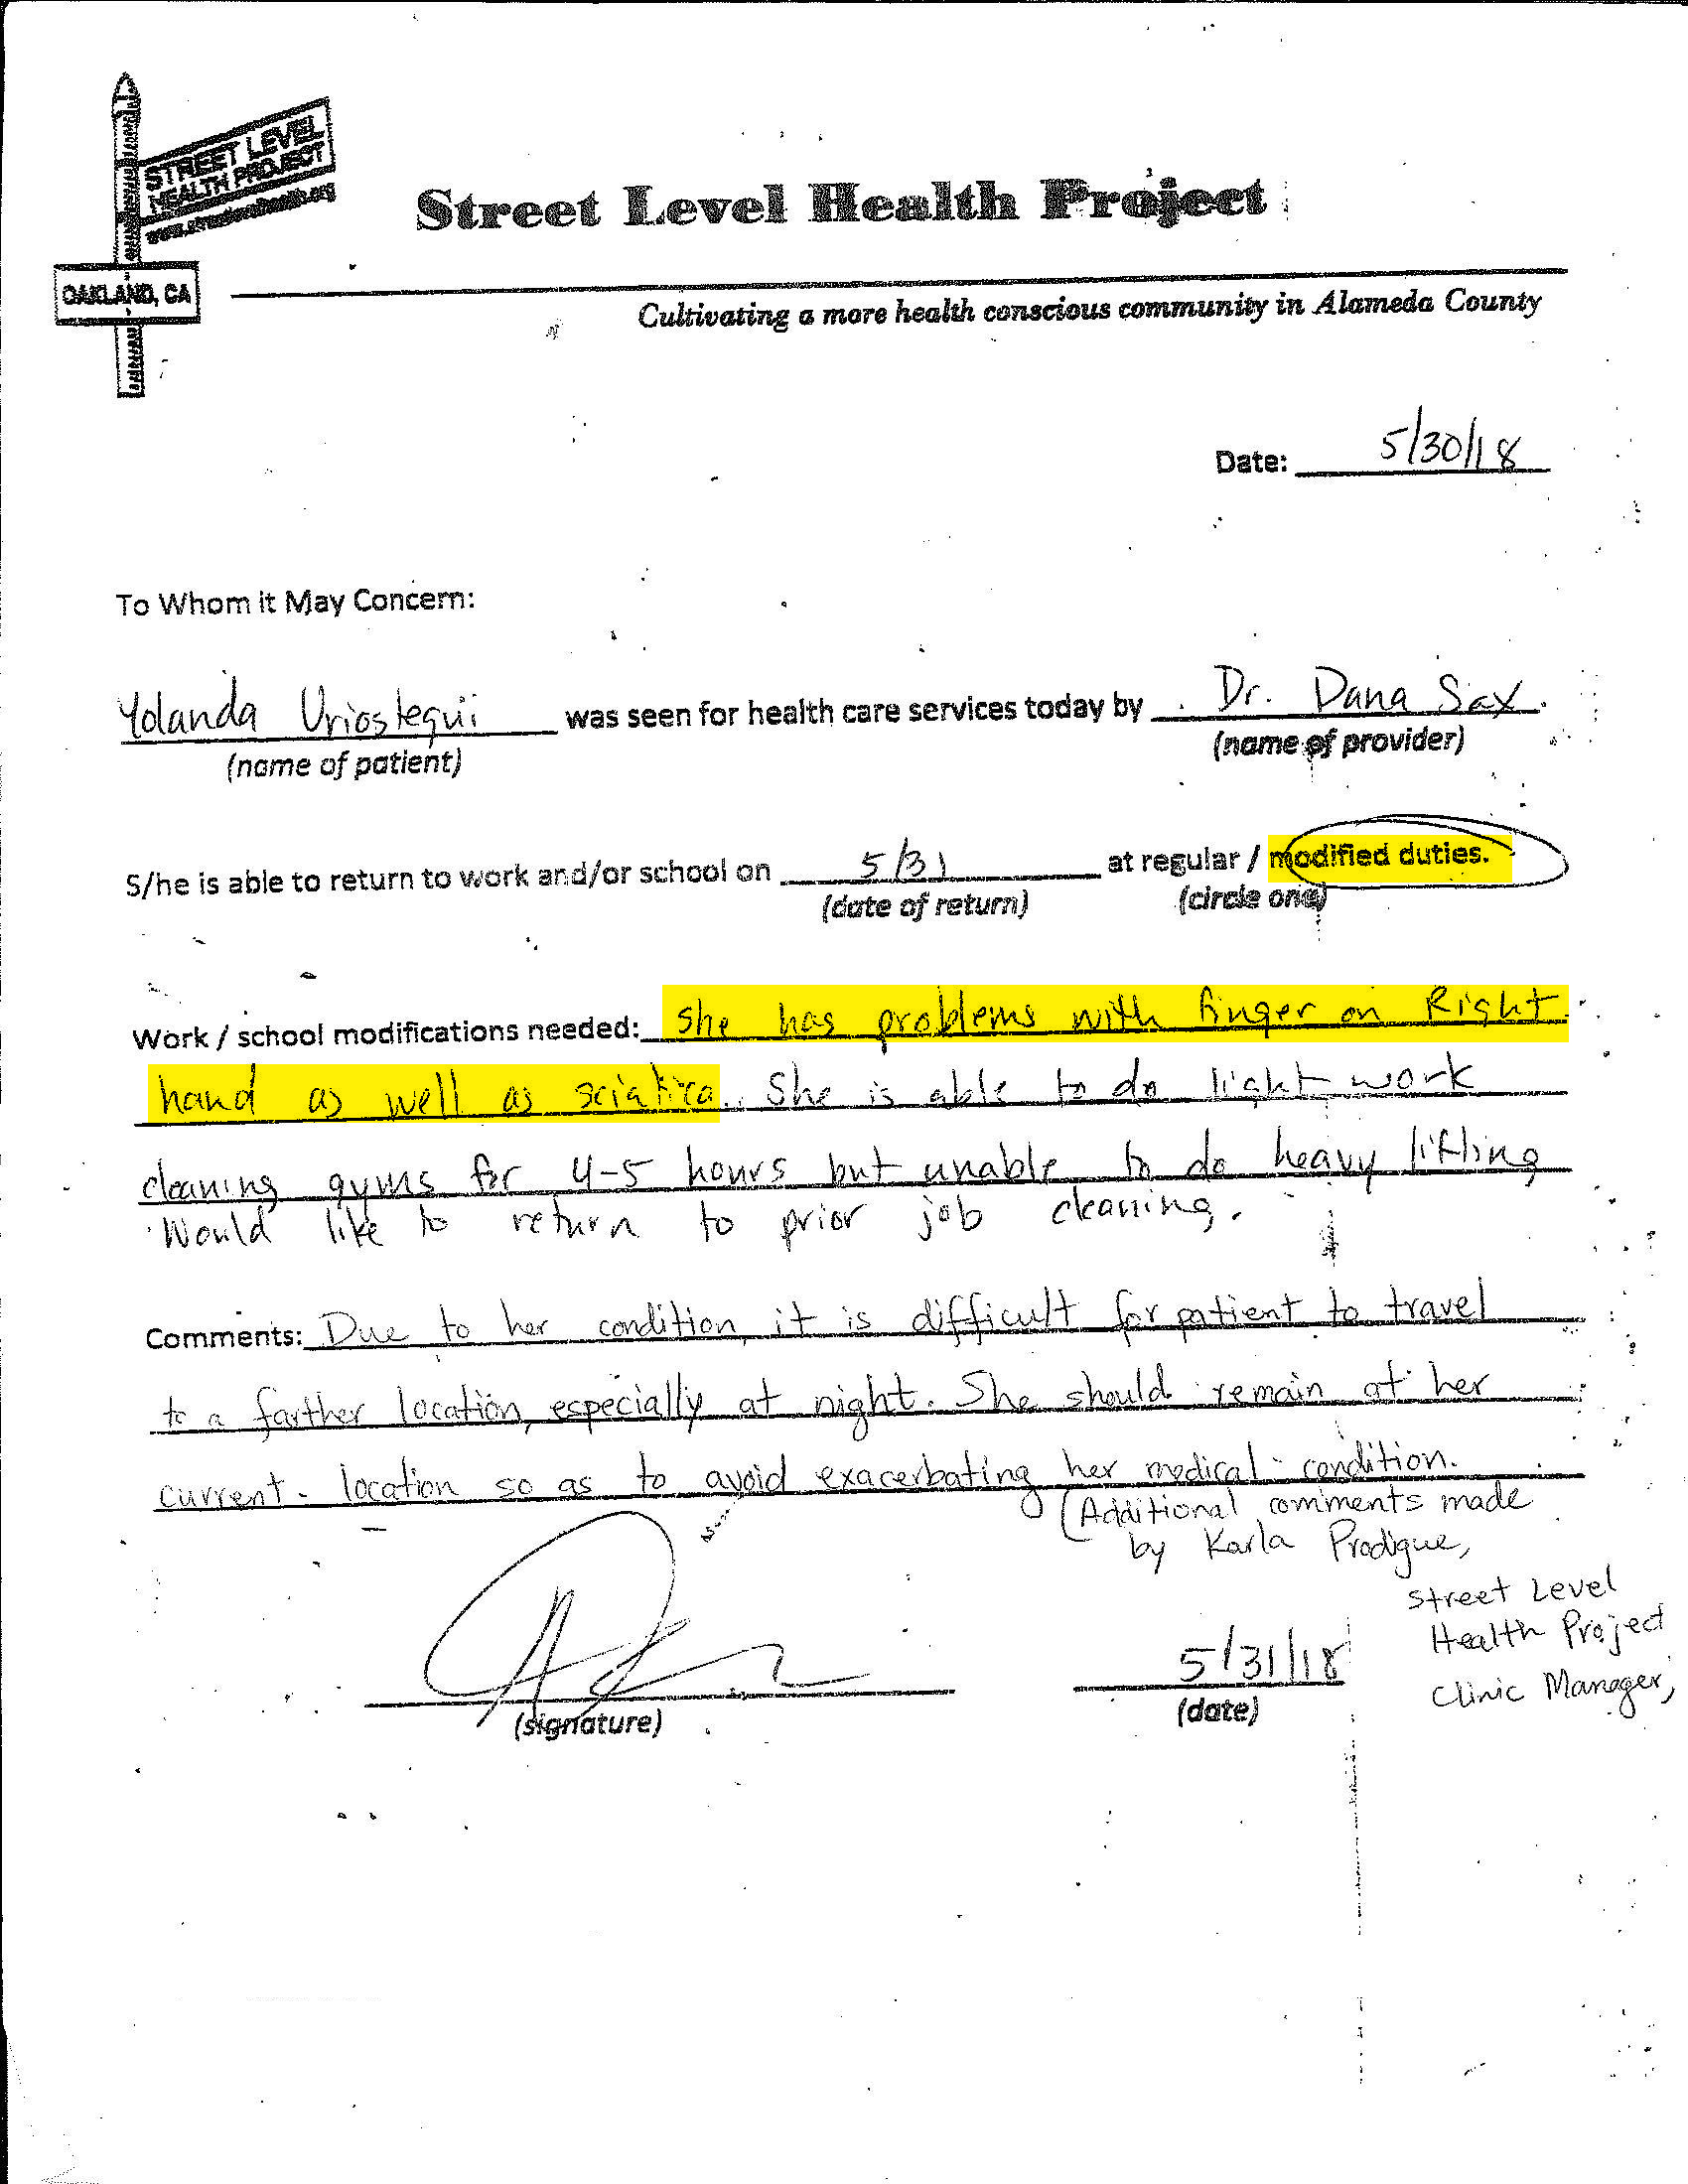 STREET LEVEL
HEALTH PROJECT
OAKLAND, CA
Street Level Health Project
Cultivating a more health conscious community in Alameda County
Date: 5/30/18
To Whom it May Concern:
Yolanda Uriostegui was seen for health care services today by Dr. Dana Sax.
(name of patient) (name of provider)
S/he is able to return to work and/or school on 5/31 at regular / modified duties.
(date of return) (circle one)
Work / school modifications needed: She has problems with finger on Right
hand as well as sciatica. She is able to do light work
cleaning gyms for 4-5 hours but unable to do heavy lifting
Would like to return to prior job cleaning.
Comments: Due to her condition, it is difficult for patient to travel
to a farther location, especially at night. She should remain at her
current location so as to avoid exacerbating her medical condition.
(Additional comments made
by Karla Prodigue,
Street Level
Health Project
Clinic Manager,
5/31/18
(signature) (date)